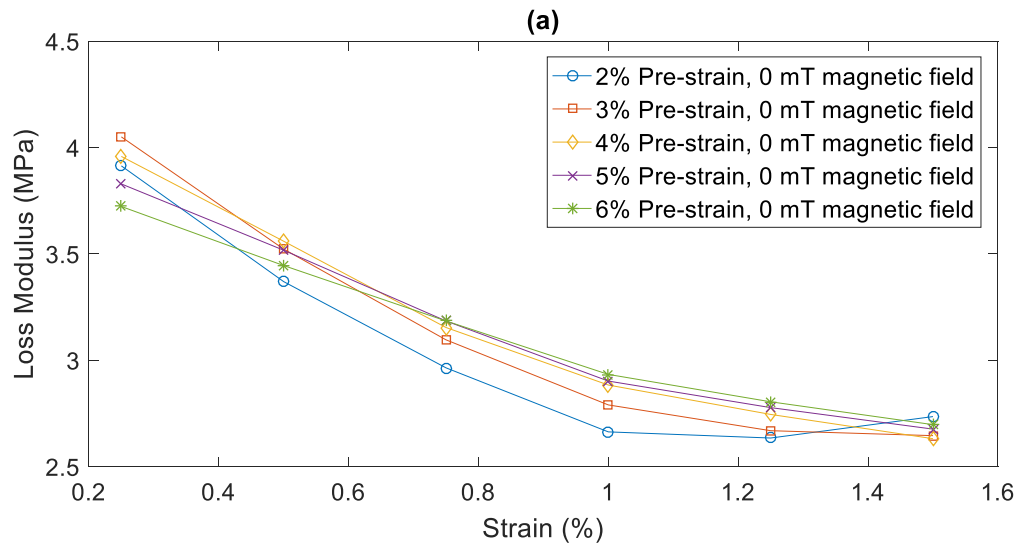 (a)
4.5
4
3.5
3
2.5
Loss Modulus (MPa)
2% Pre-strain, 0 mT magnetic field
3% Pre-strain, 0 mT magnetic field
4% Pre-strain, 0 mT magnetic field
5% Pre-strain, 0 mT magnetic field
6% Pre-strain, 0 mT magnetic field
0.2 0.4 0.6 0.8 1 1.2 1.4 1.6
Strain (%)